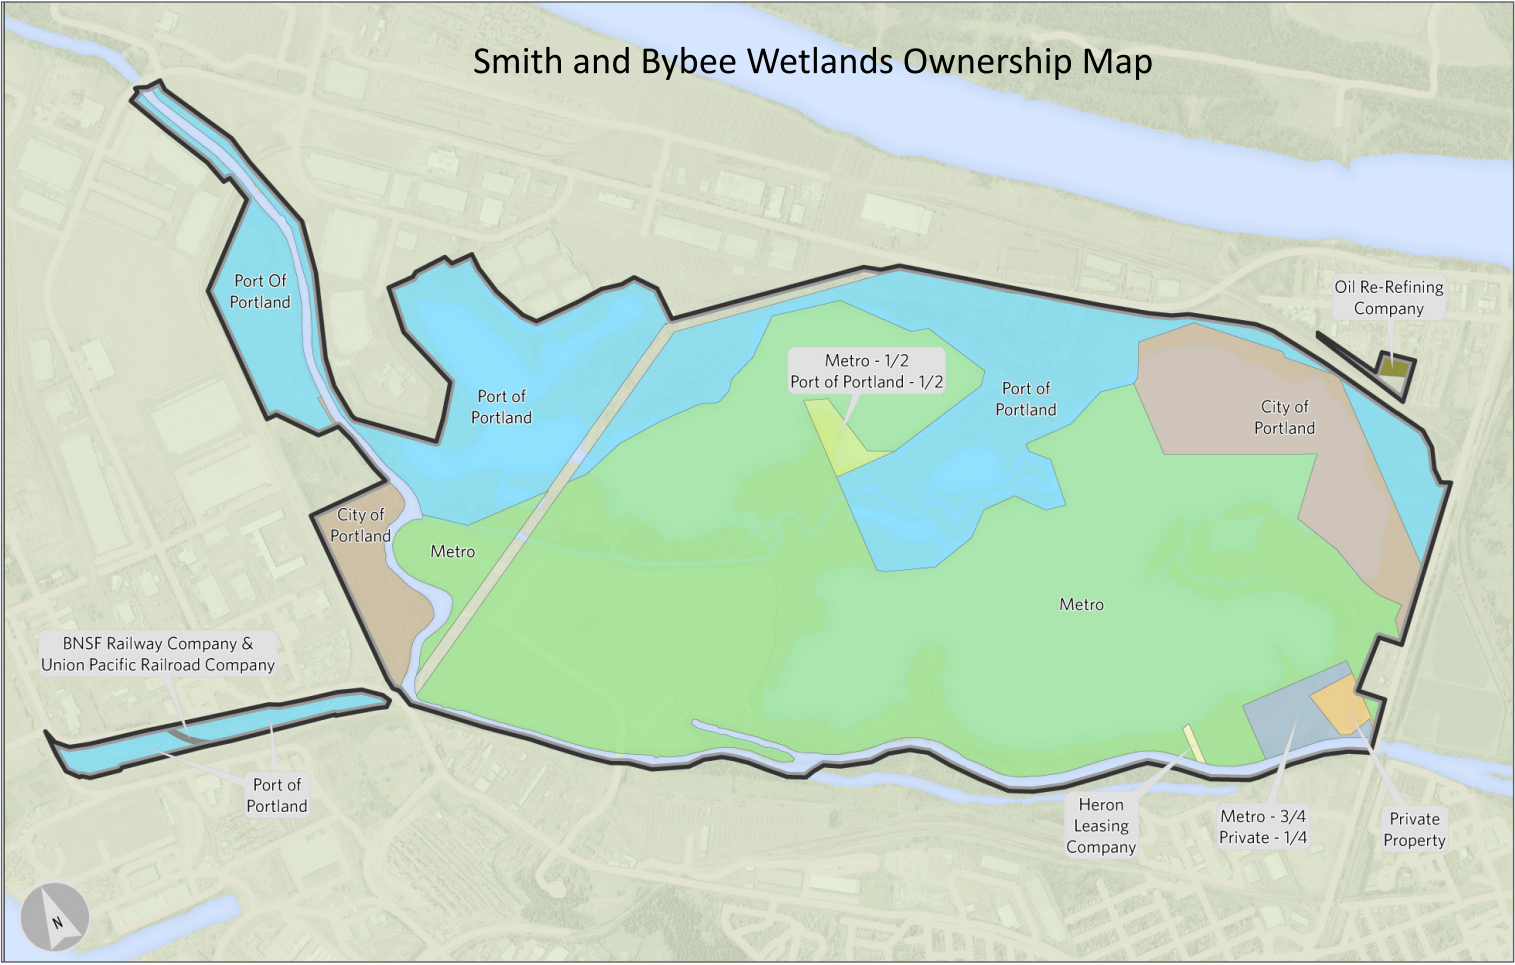 Smith and Bybee Wetlands Ownership Map
Port Of
Portland
Oil Re-Refining
Company
Metro - 1/2
Port of Portland - 1/2
Port of
Portland
Port of
Portland
City of
Portland
City of
Portland
Metro
Metro
BNSF Railway Company &
Union Pacific Railroad Company
Port of
Portland
Heron
Leasing
Company
Metro - 3/4
Private - 1/4
Private
Property
N